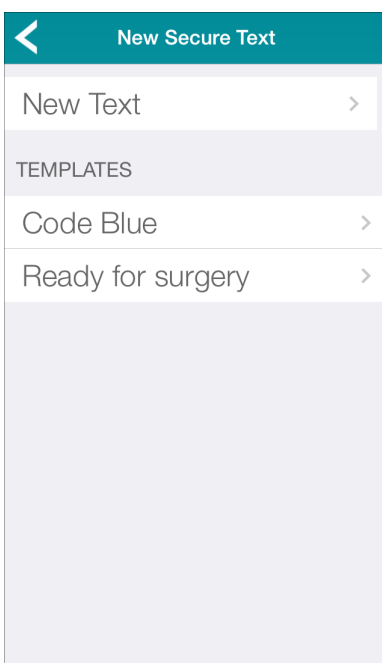 New Secure Text
New Text
TEMPLATES
Code Blue
Ready for surgery